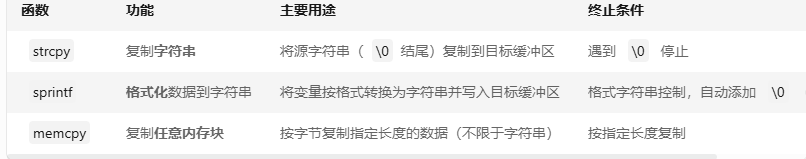 函数 功能 主要用途 终止条件
strcpy 复制字符串 将源字符串（ \0 结尾）复制到目标缓冲区 遇到 \0 停止
sprintf 格式化数据到字符串 将变量按格式转换为字符串并写入目标缓冲区 格式字符串控制，自动添加 \0
memcpy 复制任意内存块 按字节复制指定长度的数据（不限于字符串） 按指定长度复制